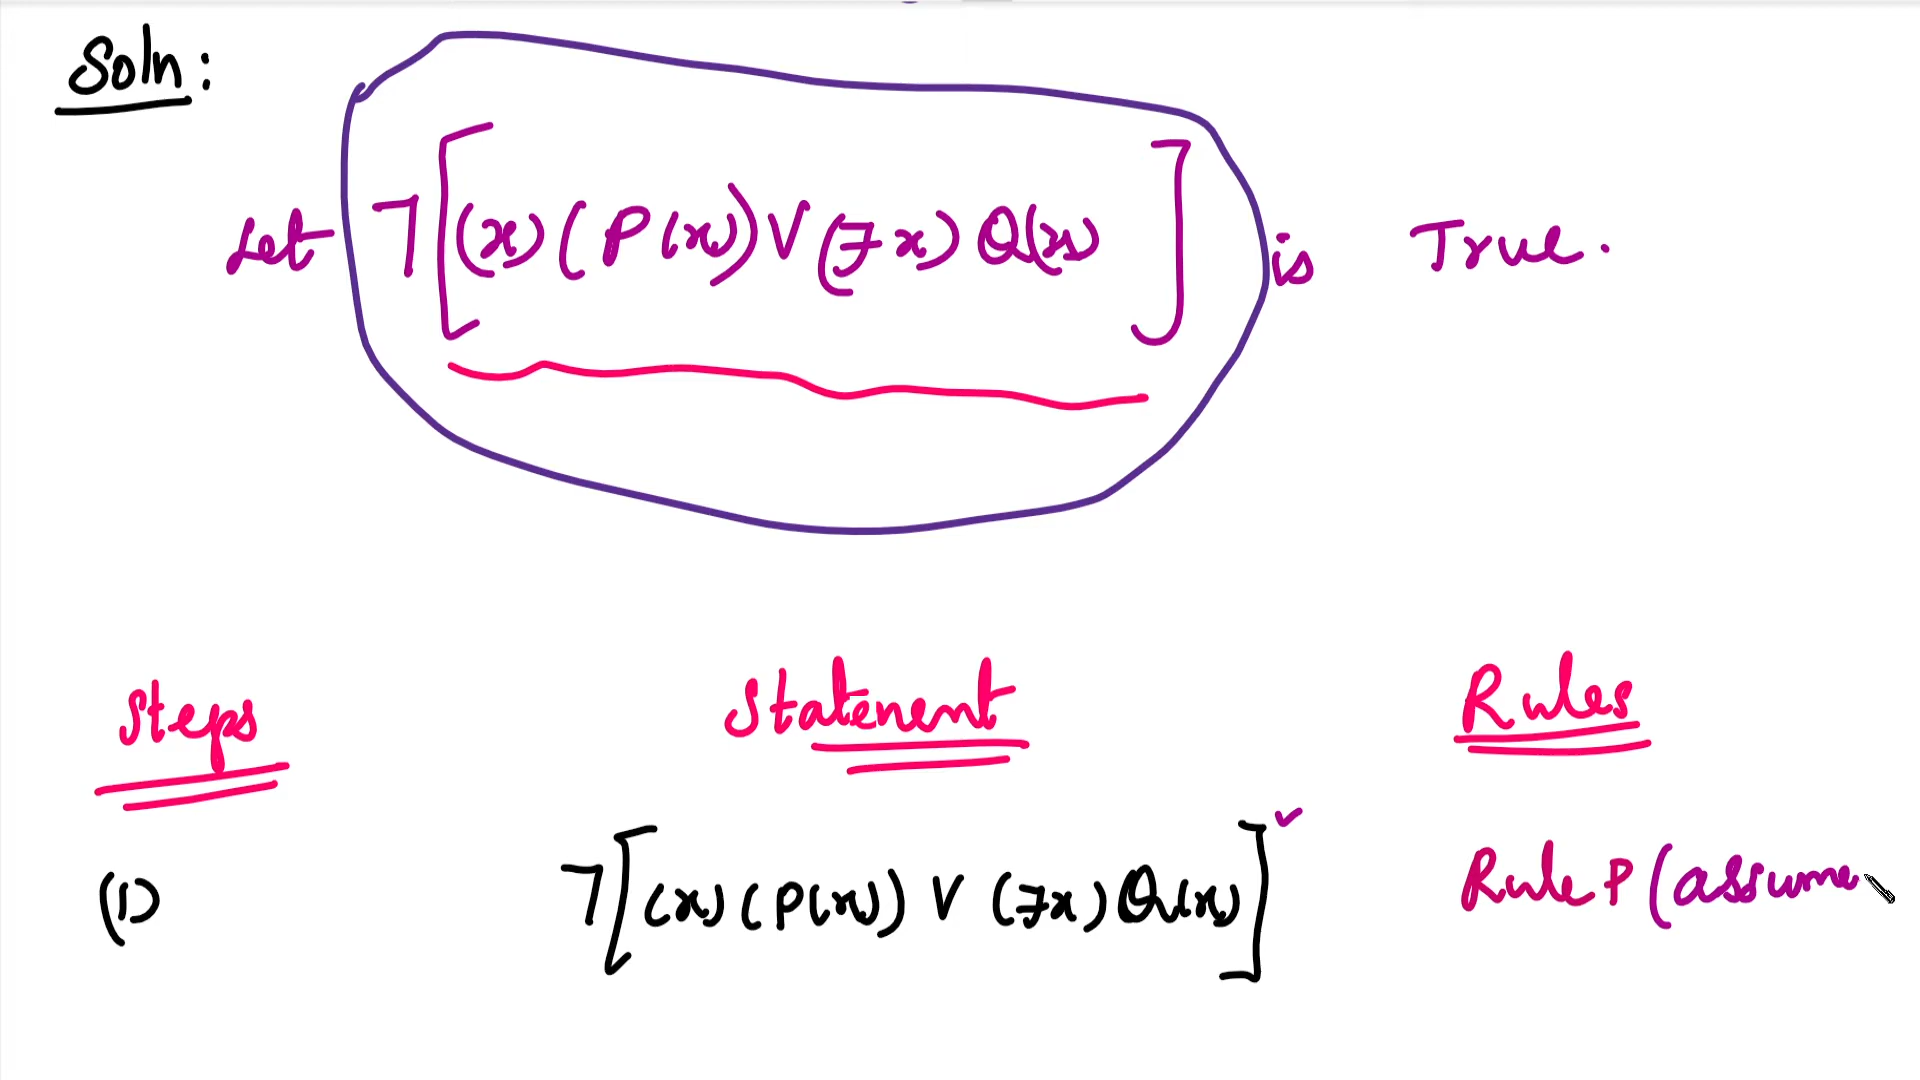 Soln:
Let ¬[(x)(P(x))∨(∃x)Q(x)] is True.
Steps Statement Rules
(1) ¬[(x)(P(x))∨(∃x)Q(x)] Rule P (assume